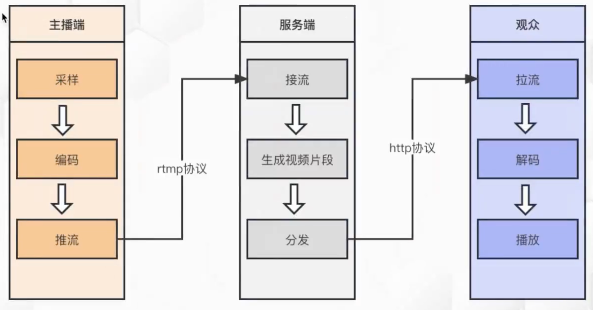 主播端
采样
编码
推流
rtmp协议
服务端
接流
生成视频片段
分发
http协议
观众
拉流
解码
播放